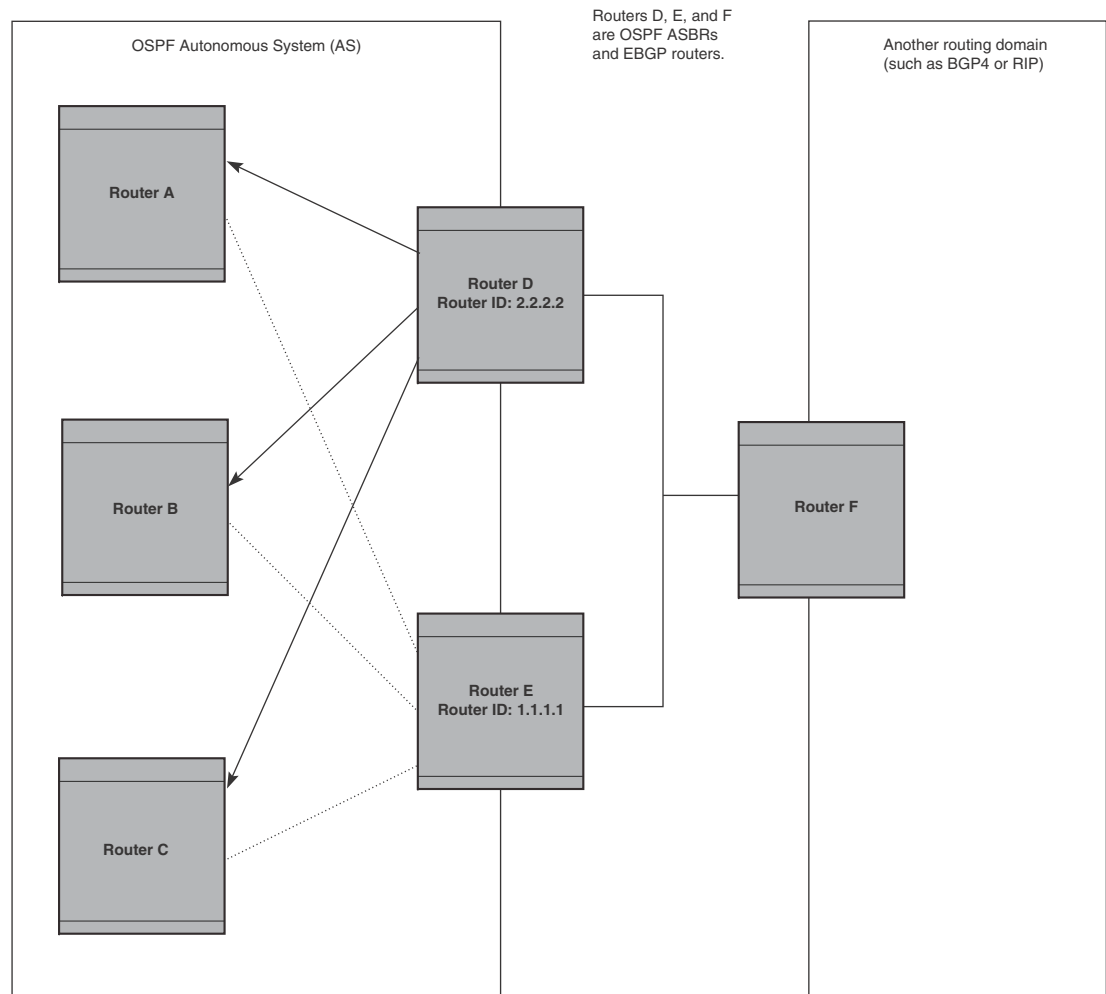 OSPF Autonomous System (AS)
Routers D, E, and F
are OSPF ASBRs
and EBGP routers.
Another routing domain
(such as BGP4 or RIP)
Router A
Router D
Router ID: 2.2.2.2
Router B
Router F
Router E
Router ID: 1.1.1.1
Router C